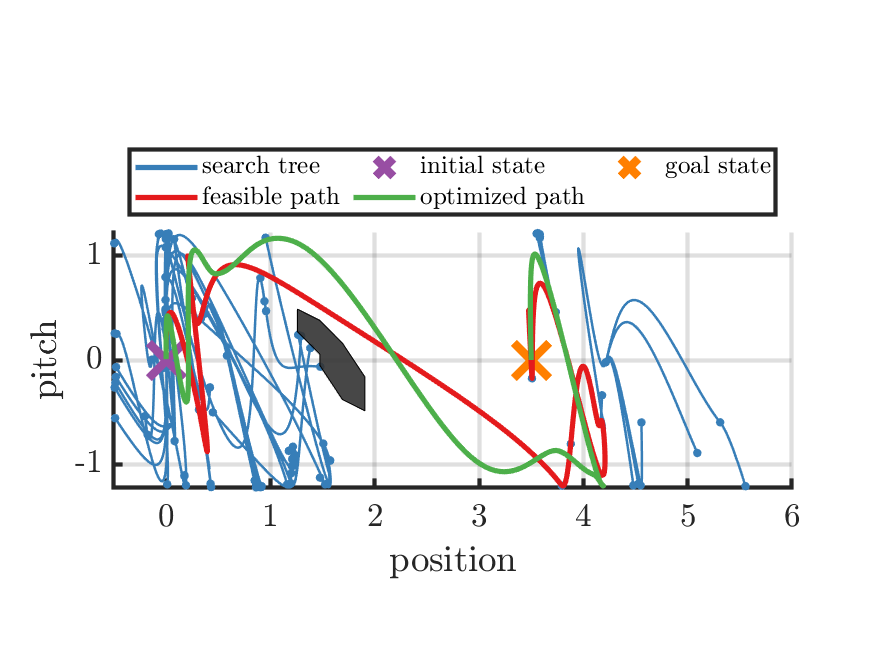 search tree initial state goal state
feasible path optimized path
1
0
-1
pitch
0 1 2 3 4 5 6
position